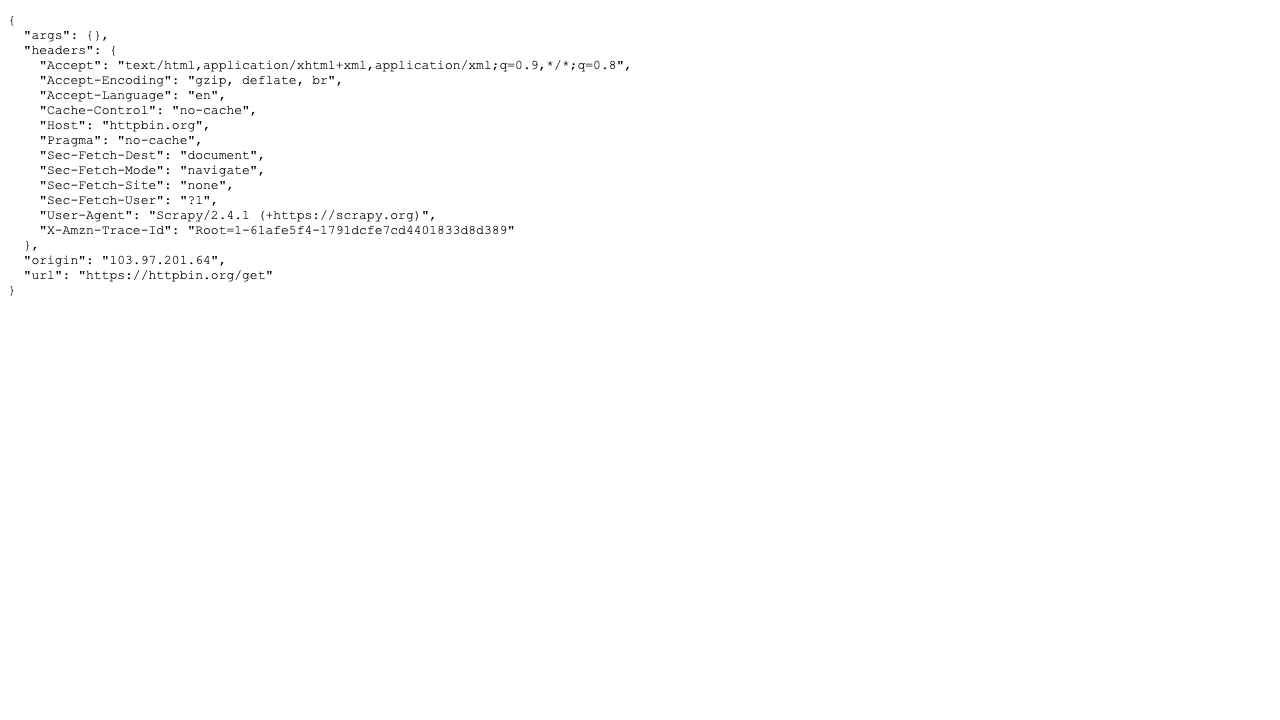 {
  "args": {},
  "headers": {
    "Accept": "text/html,application/xhtml+xml,application/xml;q=0.9,*/*;q=0.8",
    "Accept-Encoding": "gzip, deflate, br",
    "Accept-Language": "en",
    "Cache-Control": "no-cache",
    "Host": "httpbin.org",
    "Pragma": "no-cache",
    "Sec-Fetch-Dest": "document",
    "Sec-Fetch-Mode": "navigate",
    "Sec-Fetch-Site": "none",
    "Sec-Fetch-User": "?1",
    "User-Agent": "Scrapy/2.4.1 (+https://scrapy.org)",
    "X-Amzn-Trace-Id": "Root=1-61afe5f4-1791dcfe7cd4401833d8d389"
  },
  "origin": "103.97.201.64",
  "url": "https://httpbin.org/get"
}